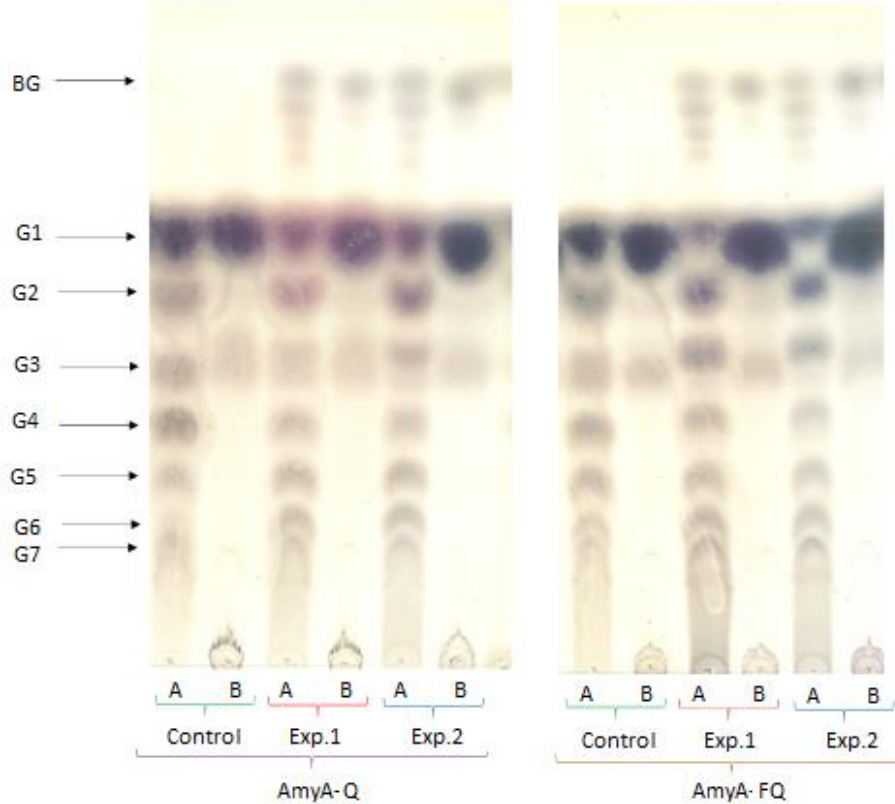 BG
G1
G2
G3
G4
G5
G6
G7
A B A B A B
Control Exp.1 Exp.2
AmyA- Q
A B A B A B
Control Exp.1 Exp.2
AmyA- FQ